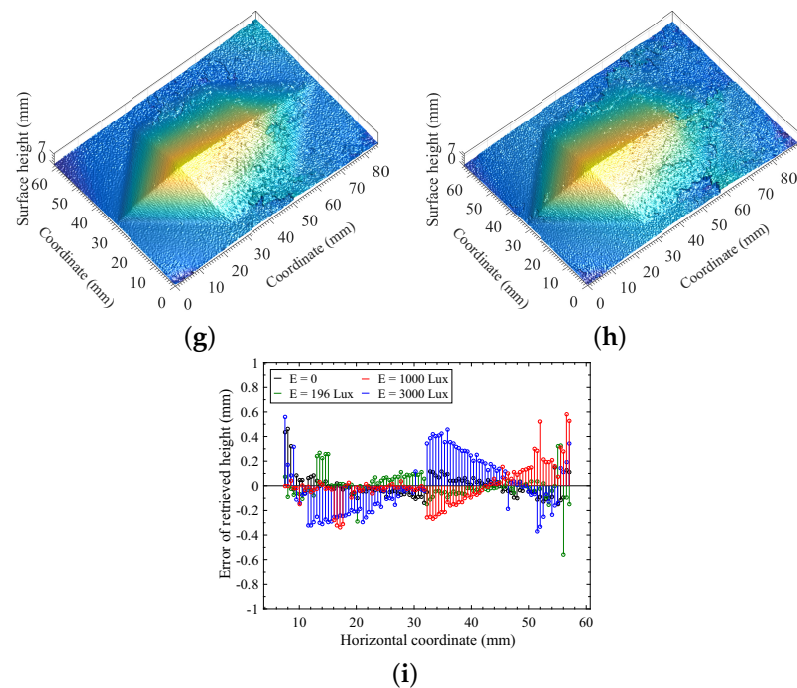 Surface height (mm)
7
0
60
50
40
30
20
10
0
Coordinate (mm)
0
10
20
30
40
50
60
70
80
Coordinate (mm)
(g)
Surface height (mm)
7
0
60
50
40
30
20
10
0
Coordinate (mm)
0
10
20
30
40
50
60
70
80
Coordinate (mm)
(h)
Error of retrieved height (mm)
1
0.8
0.6
0.4
0.2
0
-0.2
-0.4
-0.6
-0.8
-1
E = 0
E = 196 Lux
E = 1000 Lux
E = 3000 Lux
10 20 30 40 50 60
Horizontal coordinate (mm)
(i)